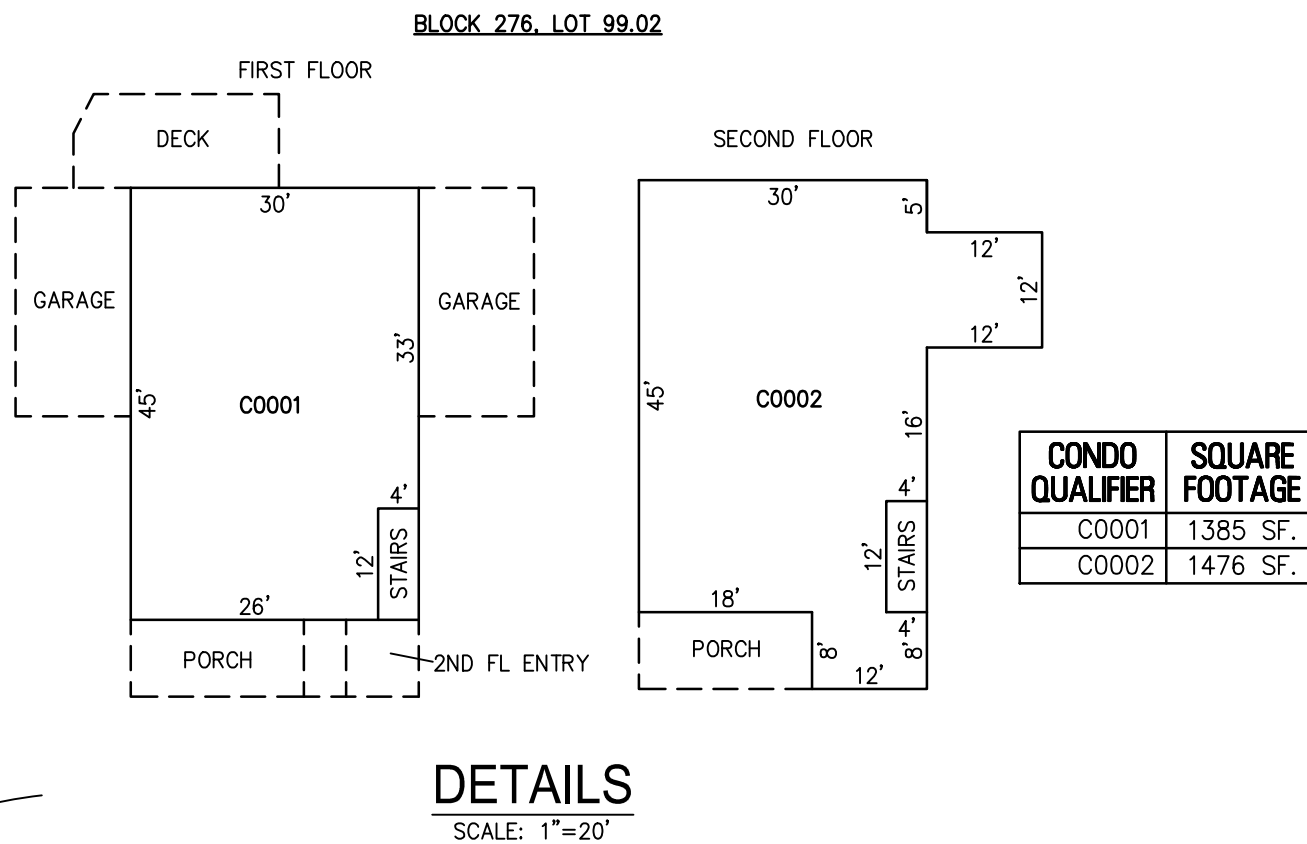 BLOCK 276, LOT 99.02
FIRST FLOOR
DECK
30'
GARAGE
GARAGE
33'
45'
C0001
4'
12'
STAIRS
26'
PORCH
2ND FL ENTRY
SECOND FLOOR
30'
5'
12'
12'
12'
45'
C0002
16'
4'
12'
STAIRS
18'
4'
PORCH
8'
8'
12'
CONDO QUALIFIER SQUARE FOOTAGE
C0001 1385 SF.
C0002 1476 SF.
DETAILS
SCALE: 1"=20'